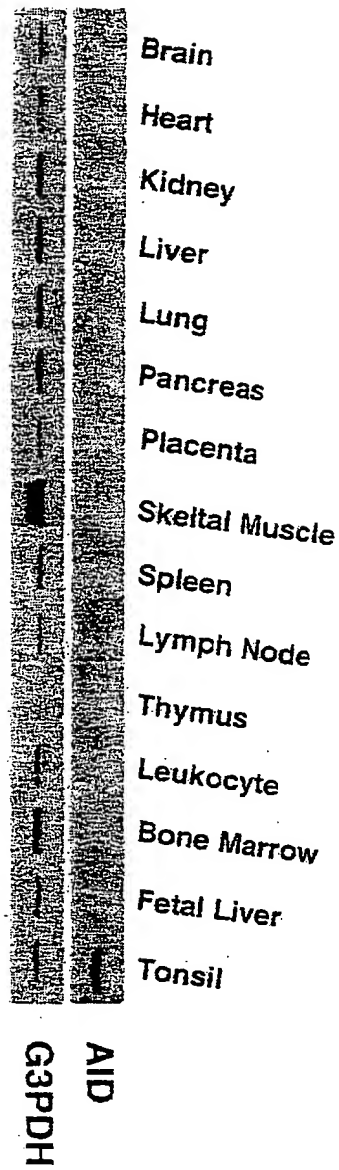 Brain
Heart
Kidney
Liver
Lung
Pancreas
Placenta
Skeltal Muscle
Spleen
Lymph Node
Thymus
Leukocyte
Bone Marrow
Fetal Liver
Tonsil
AID
G3PDH